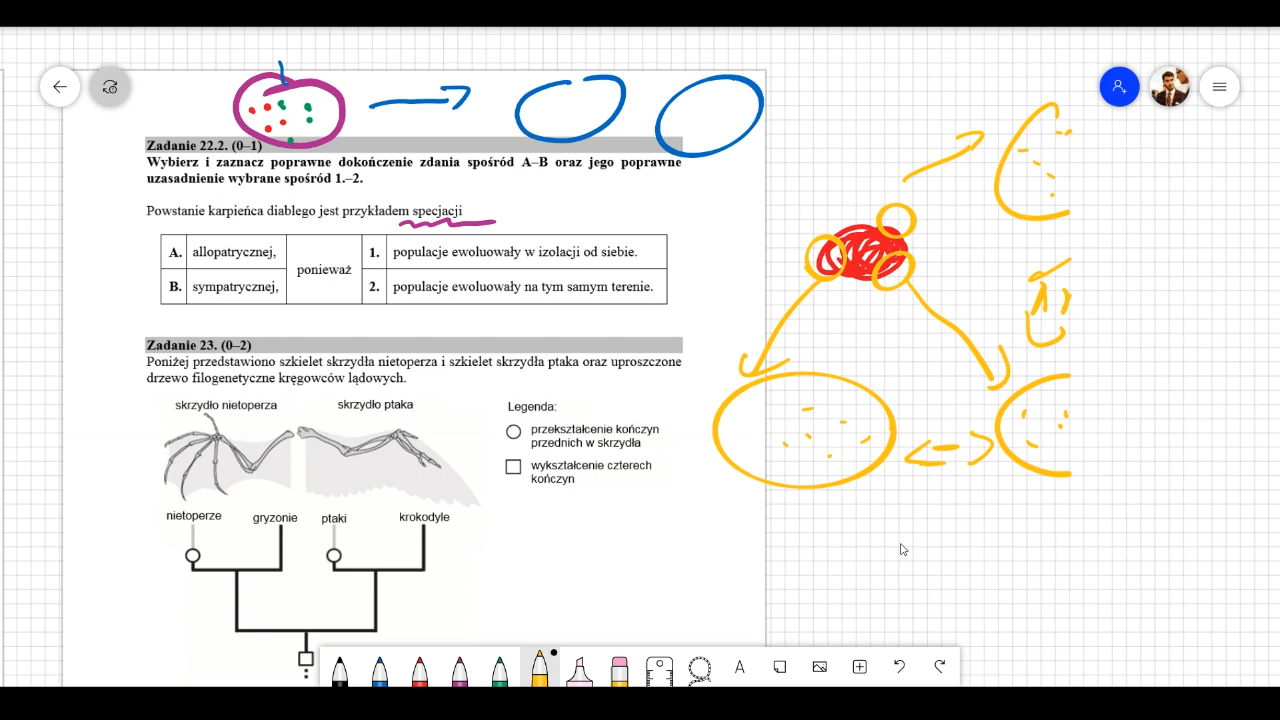 Zadanie 22.2. (0–1)
Wybierz i zaznacz poprawne dokończenie zdania spośród A–B oraz jego poprawne
uzasadnienie wybrane spośród 1.–2.
Powstanie karpieńca diablego jest przykładem specjacji
A. allopatrycznej, ponieważ 1. populacje ewoluowały w izolacji od siebie.
B. sympatrycznej, 2. populacje ewoluowały na tym samym terenie.
Zadanie 23. (0–2)
Poniżej przedstawiono szkielet skrzydła nietoperza i szkielet skrzydła ptaka oraz uproszczone
drzewo filogenetyczne kręgowców lądowych.
skrzydło nietoperza skrzydło ptaka
Legenda:
przekształcenie kończyn
przednich w skrzydła
wykształcenie czterech
kończyn
nietoperze gryzonie ptaki krokodyle
A